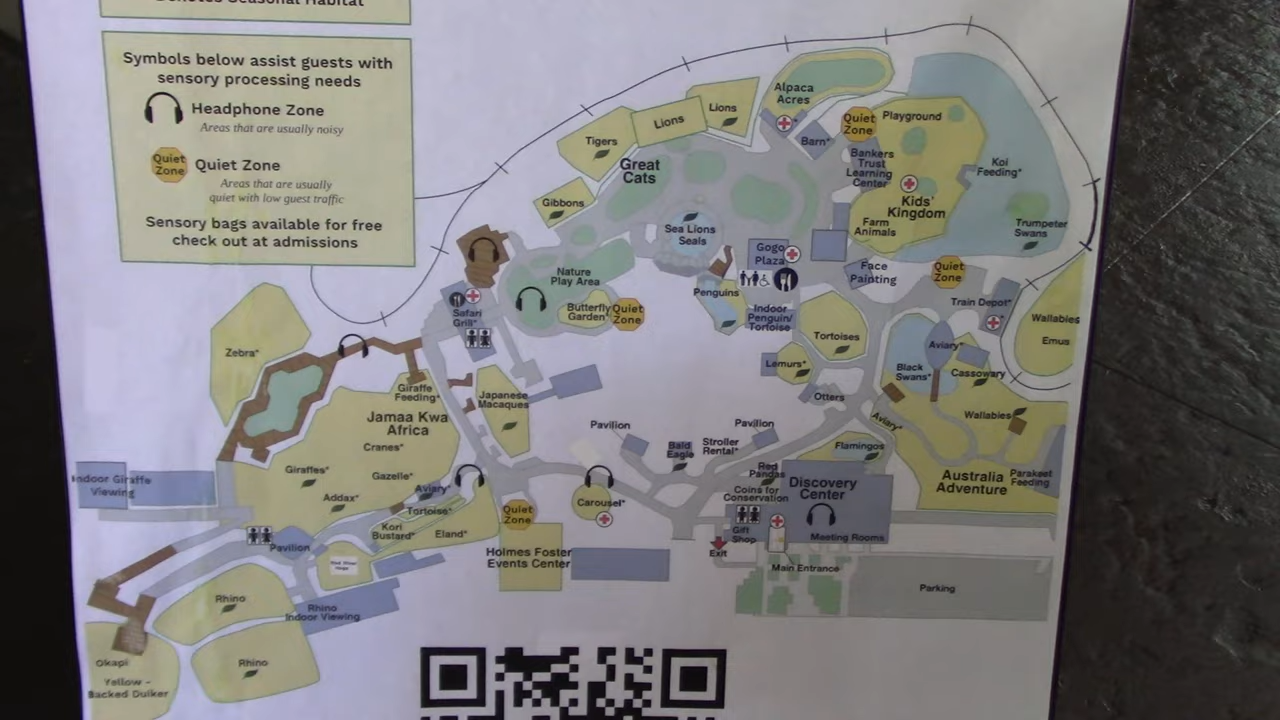 Denotes Seasonal Habitat
Symbols below assist guests with
sensory processing needs
Headphone Zone
Areas that are usually noisy
Quiet
Zone
Quiet Zone
Areas that are usually
quiet with low guest traffic
Sensory bags available for free
check out at admissions
Alpaca
Acres
Lions
Lions
Tigers
Great
Cats
Gibbons
Barn*
Quiet
Zone
Playground
Bankers
Trust
Learning
Center
Kids'
Kingdom
Farm
Animals
Koi
Feeding*
Trumpeter
Swans
Sea Lions
Seals
Gogo
Plaza
Face
Painting
Quiet
Zone
Train Depot*
Wallables
Emus
Nature
Play Area
Butterfly
Garden*
Quiet
Zone
Penguins
Indoor
Penguin/
Tortoise
Tortoises
Safari
Grill*
Lemurs*
Otters
Black
Swans*
Aviary*
Cassowary
Wallabies
Aviary*
Australia
Adventure
Parakeet
Feeding
Flamingos
Zebra*
Giraffe
Feeding*
Japanese
Macaques
Jamaa Kwa
Africa
Cranes*
Giraffes*
Gazelle*
Addax*
Aviary*
Tortoise*
Kori
Bustard*
Eland*
Indoor Giraffe
Viewing
Pavilion
Pavilion
Pavilion
Bald
Eagle
Stroller
Rental*
Red
Pandas
Coins for
Conservation
Discovery
Center
Gift
Shop
Meeting Rooms
Exit
Main Entrance
Parking
Carousel*
Quiet
Zone
Holmes Foster
Events Center
Rhino
Rhino
Indoor Viewing
Rhino
Okapi
Yellow -
Backed Duiker